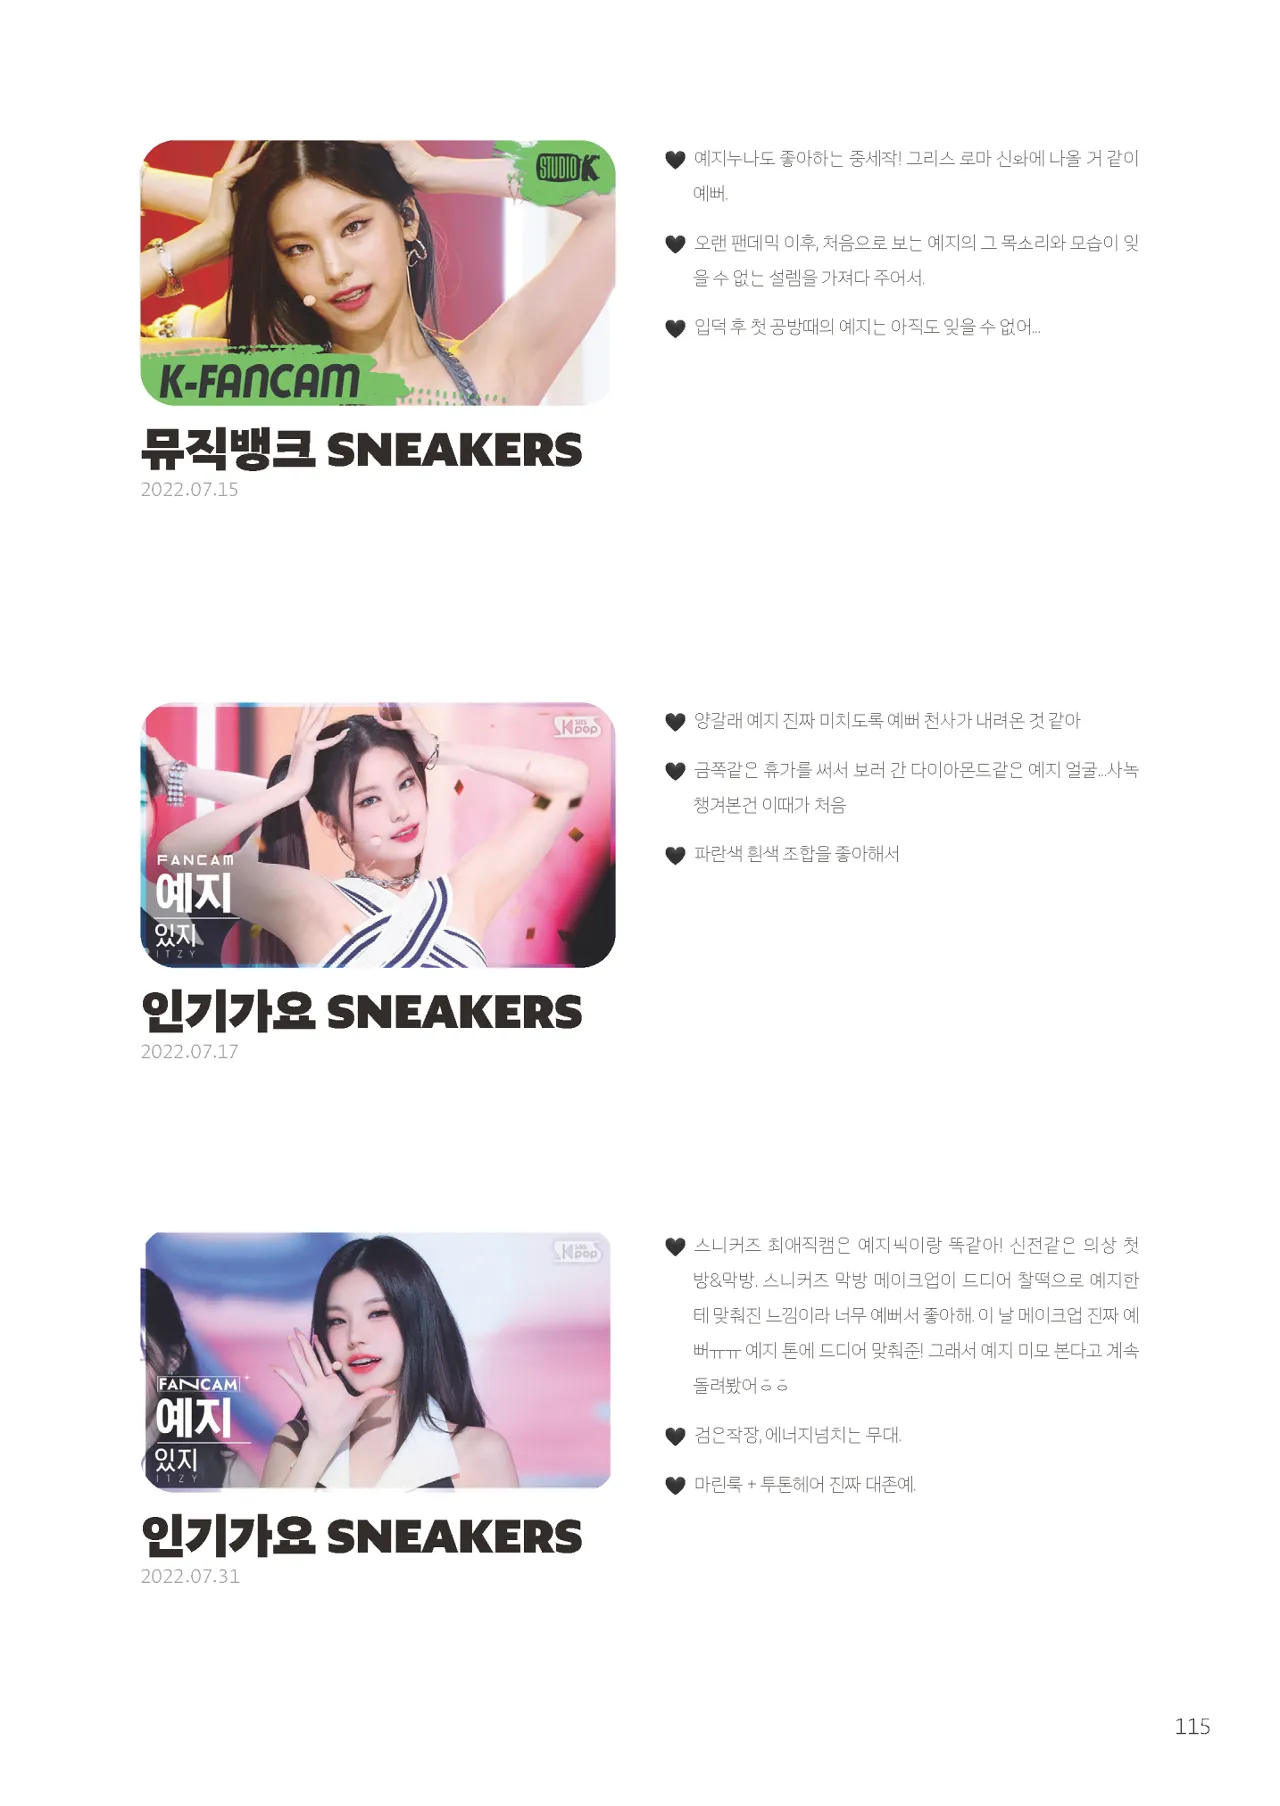 STUDIO K
K-FANCAM
뮤직뱅크 SNEAKERS
2022.07.15
예지누나도 좋아하는 중세작! 그리스 로마 신화에 나올 거 같이
예뻐.
오랜 팬데믹 이후, 처음으로 보는 예지의 그 목소리와 모습이 잊
을 수 없는 설렘을 가져다 주어서.
입덕 후 첫 공방때의 예지는 아직도 잊을 수 없어...
SBS
Kpop
FANCAM
예지
있지
ITZY
인기가요 SNEAKERS
2022.07.17
양갈래 예지 진짜 미치도록 예뻐 천사가 내려온 것 같아
금쪽같은 휴가를 써서 보러 간 다이아몬드같은 예지 얼굴...사녹
챙겨본건 이때가 처음
파란색 흰색 조합을 좋아해서
SBS
Kpop
FANCAM
예지
있지
ITZY
인기가요 SNEAKERS
2022.07.31
스니커즈 최애직캠은 예지픽이랑 똑같아! 신전같은 의상 첫
방&막방. 스니커즈 막방 메이크업이 드디어 찰떡으로 예지한
테 맞춰진 느낌이라 너무 예뻐서 좋아해. 이 날 메이크업 진짜 예
뻐ㅠㅠ 예지 톤에 드디어 맞춰준! 그래서 예지 미모 본다고 계속
돌려봤어ㅎㅎ
검은착장, 에너지넘치는 무대.
마린룩 + 투톤헤어 진짜 대존예.
115